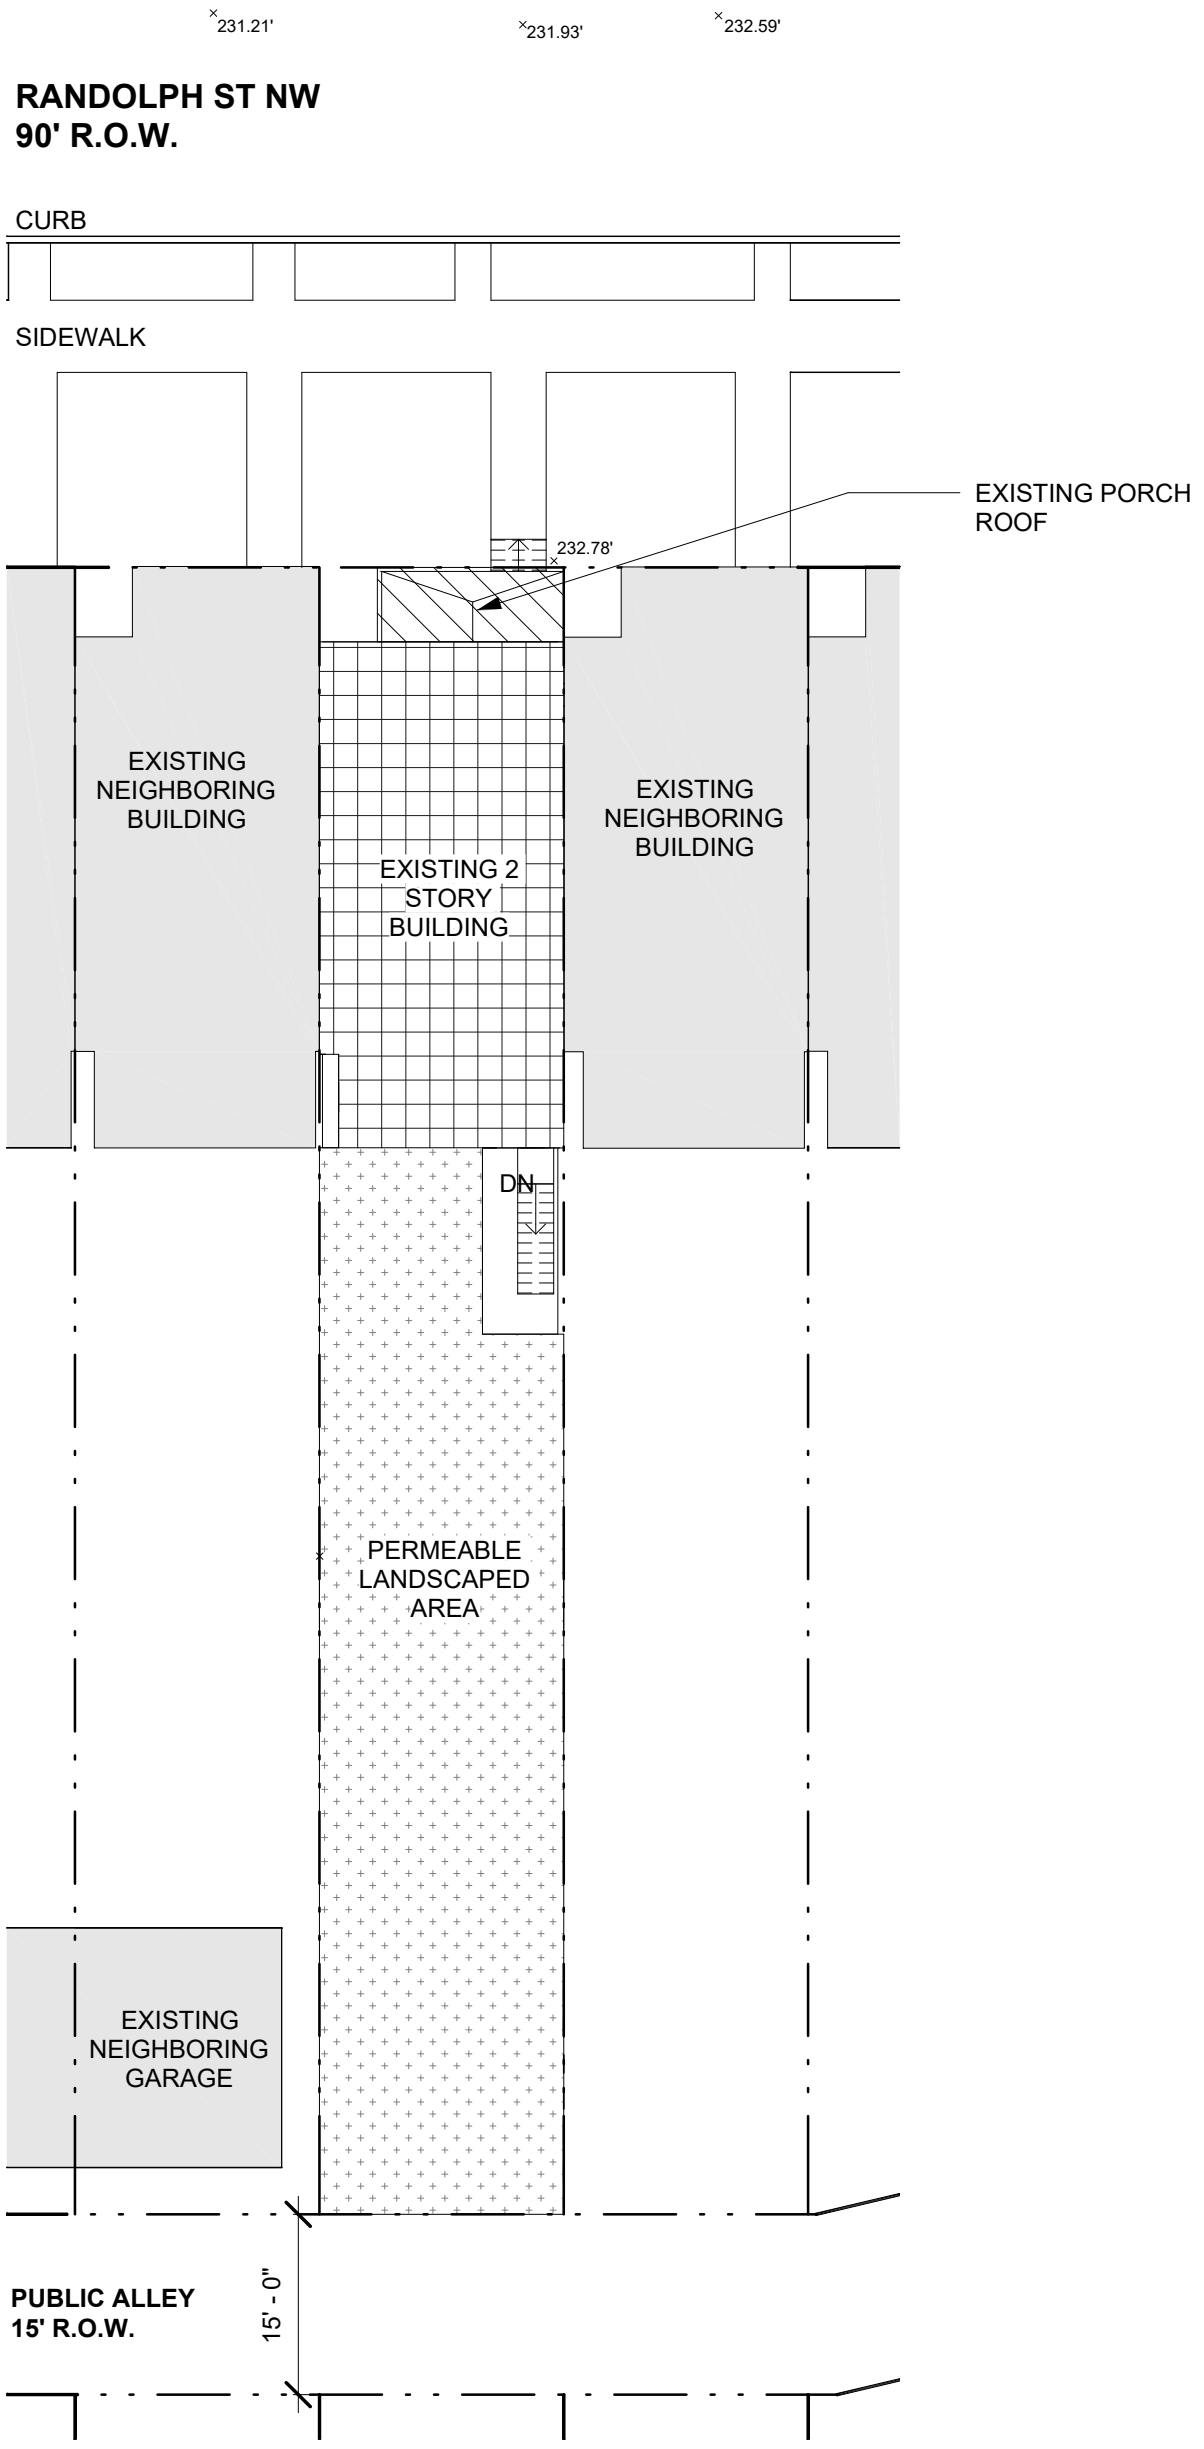 231.21'
231.93'
232.59'
RANDOLPH ST NW
90' R.O.W.
CURB
SIDEWALK
EXISTING PORCH
ROOF
232.78'
EXISTING
NEIGHBORING
BUILDING
EXISTING
NEIGHBORING
BUILDING
EXISTING 2
STORY
BUILDING
DN
PERMEABLE
LANDSCAPED
AREA
EXISTING
NEIGHBORING
GARAGE
PUBLIC ALLEY
15' R.O.W.
15' - 0"